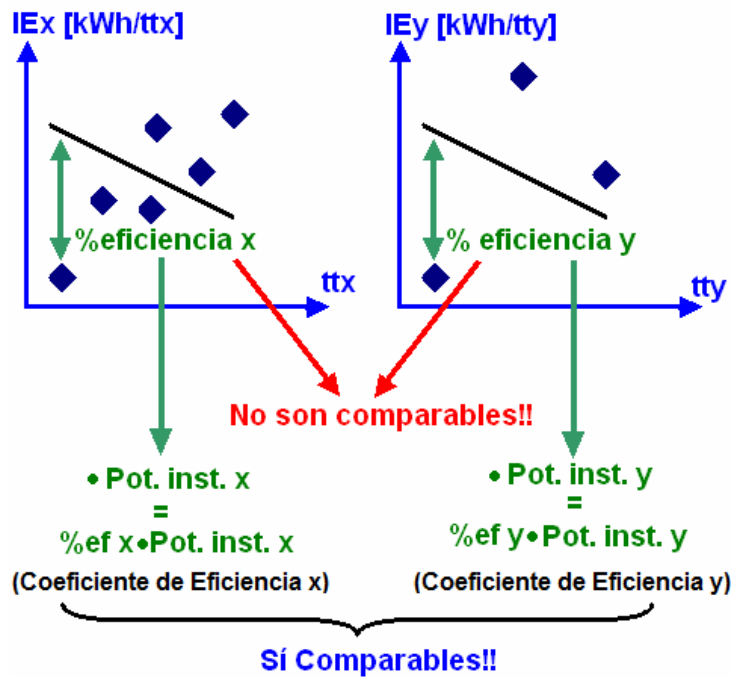 IEx [kWh/ttx]
IEy [kWh/tty]
%eficiencia x
% eficiencia y
ttx
tty
No son comparables!!
• Pot. inst. x
=
%ef x•Pot. inst. x
(Coeficiente de Eficiencia x)
• Pot. inst. y
=
%ef y•Pot. inst. y
(Coeficiente de Eficiencia y)
Sí Comparables!!